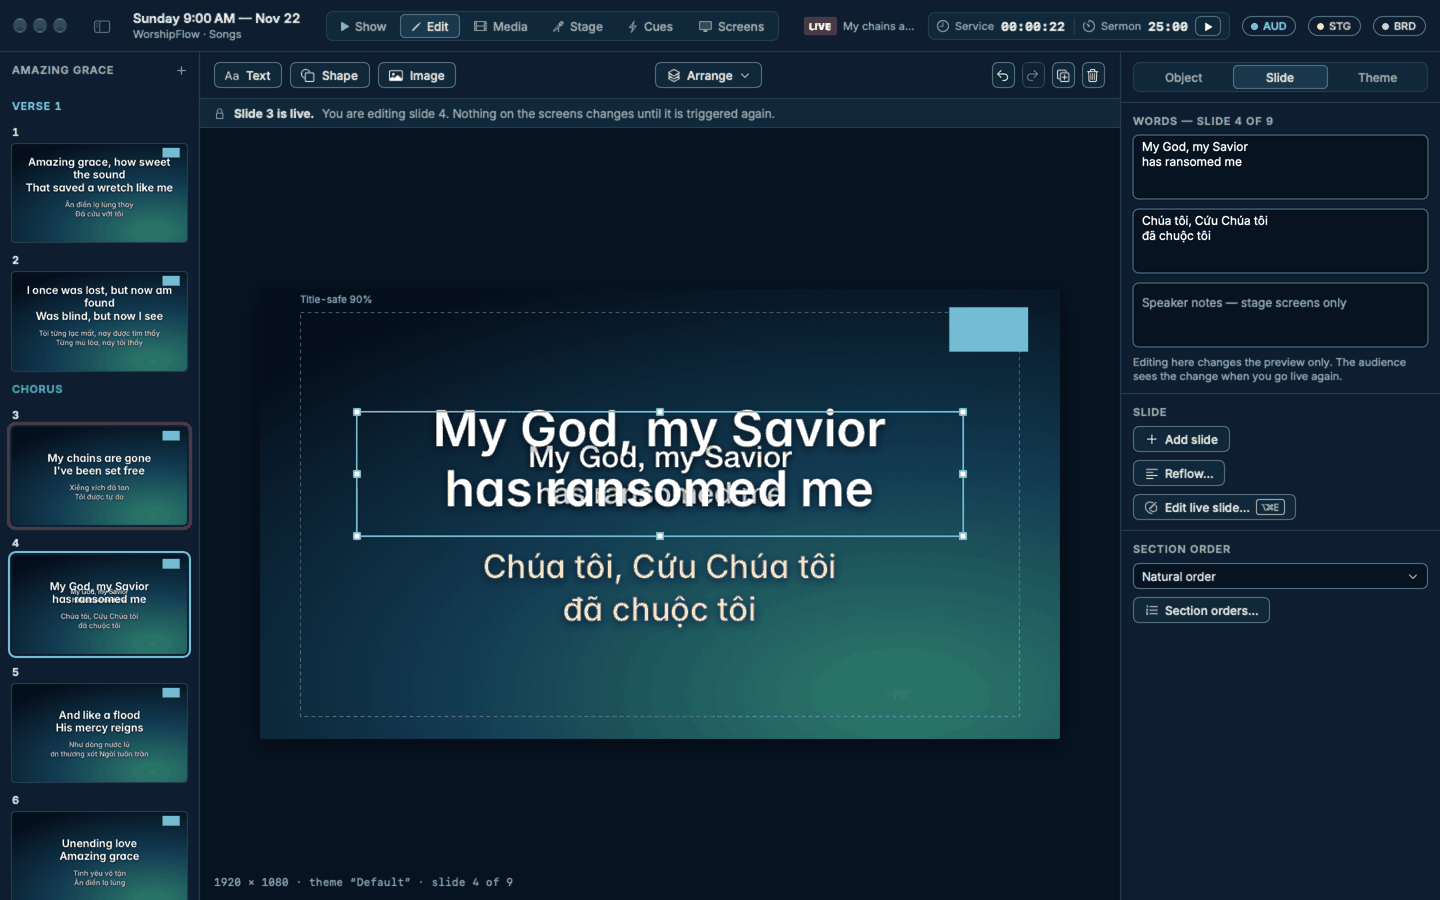 Sunday 9:00 AM — Nov 22
WorshipFlow · Songs
Show
Edit
Media
Stage
Cues
Screens
LIVE
My chains a...
Service 00:00:22
Sermon 25:00
AUD
STG
BRD
AMAZING GRACE
VERSE 1
1
Amazing grace, how sweet
the sound
That saved a wretch like me
Ân điển lạ lùng thay
Đã cứu vớt tôi
2
I once was lost, but now am
found
Was blind, but now I see
Tôi từng lạc mất, nay được tìm thấy
Từng mù lòa, nay tôi thấy
CHORUS
3
My chains are gone
I've been set free
Xiềng xích đã tan
Tôi được tự do
4
My God, my Savior
has ransomed me
My God, my Savior
Chúa tôi, Cứu Chúa tôi
đã chuộc tôi
5
And like a flood
His mercy reigns
Như dòng nước lũ
ơn thương xót Ngài tuôn tràn
6
Unending love
Amazing grace
Tình yêu vô tận
Ân điển lạ lùng
Aa Text
Shape
Image
Arrange
Slide 3 is live. You are editing slide 4. Nothing on the screens changes until it is triggered again.
Title-safe 90%
My God, my Savior
has ransomed me
My God, my Savior
has ransomed me
Chúa tôi, Cứu Chúa tôi
đã chuộc tôi
1920 × 1080 · theme “Default” · slide 4 of 9
Object
Slide
Theme
WORDS — SLIDE 4 OF 9
My God, my Savior
has ransomed me
Chúa tôi, Cứu Chúa tôi
đã chuộc tôi
Speaker notes — stage screens only
Editing here changes the preview only. The audience
sees the change when you go live again.
SLIDE
Add slide
Reflow...
Edit live slide... ⌥⌘E
SECTION ORDER
Natural order
Section orders...